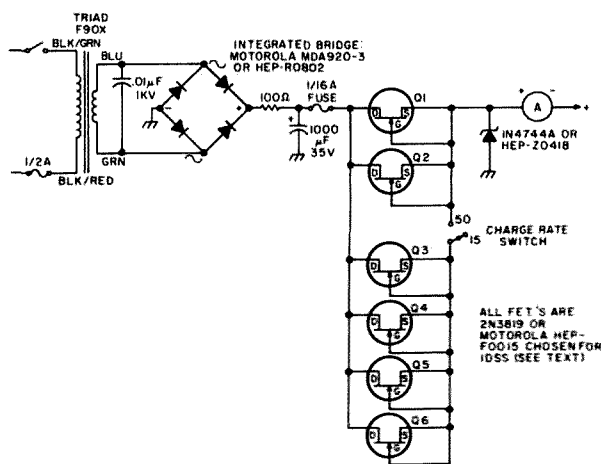 TRIAD
F90X
BLK/GRN
BLU
.01µF
1KV
INTEGRATED BRIDGE:
MOTOROLA MDA920-3
OR HEP-R0802
-
+
100Ω
1/16A
FUSE
+
1000
µF
35V
1/2A
GRN
BLK/RED
Q1
D
S
G
+
A
-
+
1N4744A OR
HEP-Z0418
Q2
D
S
G
50
15
CHARGE RATE
SWITCH
Q3
D
S
G
Q4
D
S
G
ALL FET'S ARE
2N3819 OR
MOTOROLA HEP-
F0015 CHOSEN FOR
IDSS (SEE TEXT)
Q5
D
S
G
Q6
D
S
G